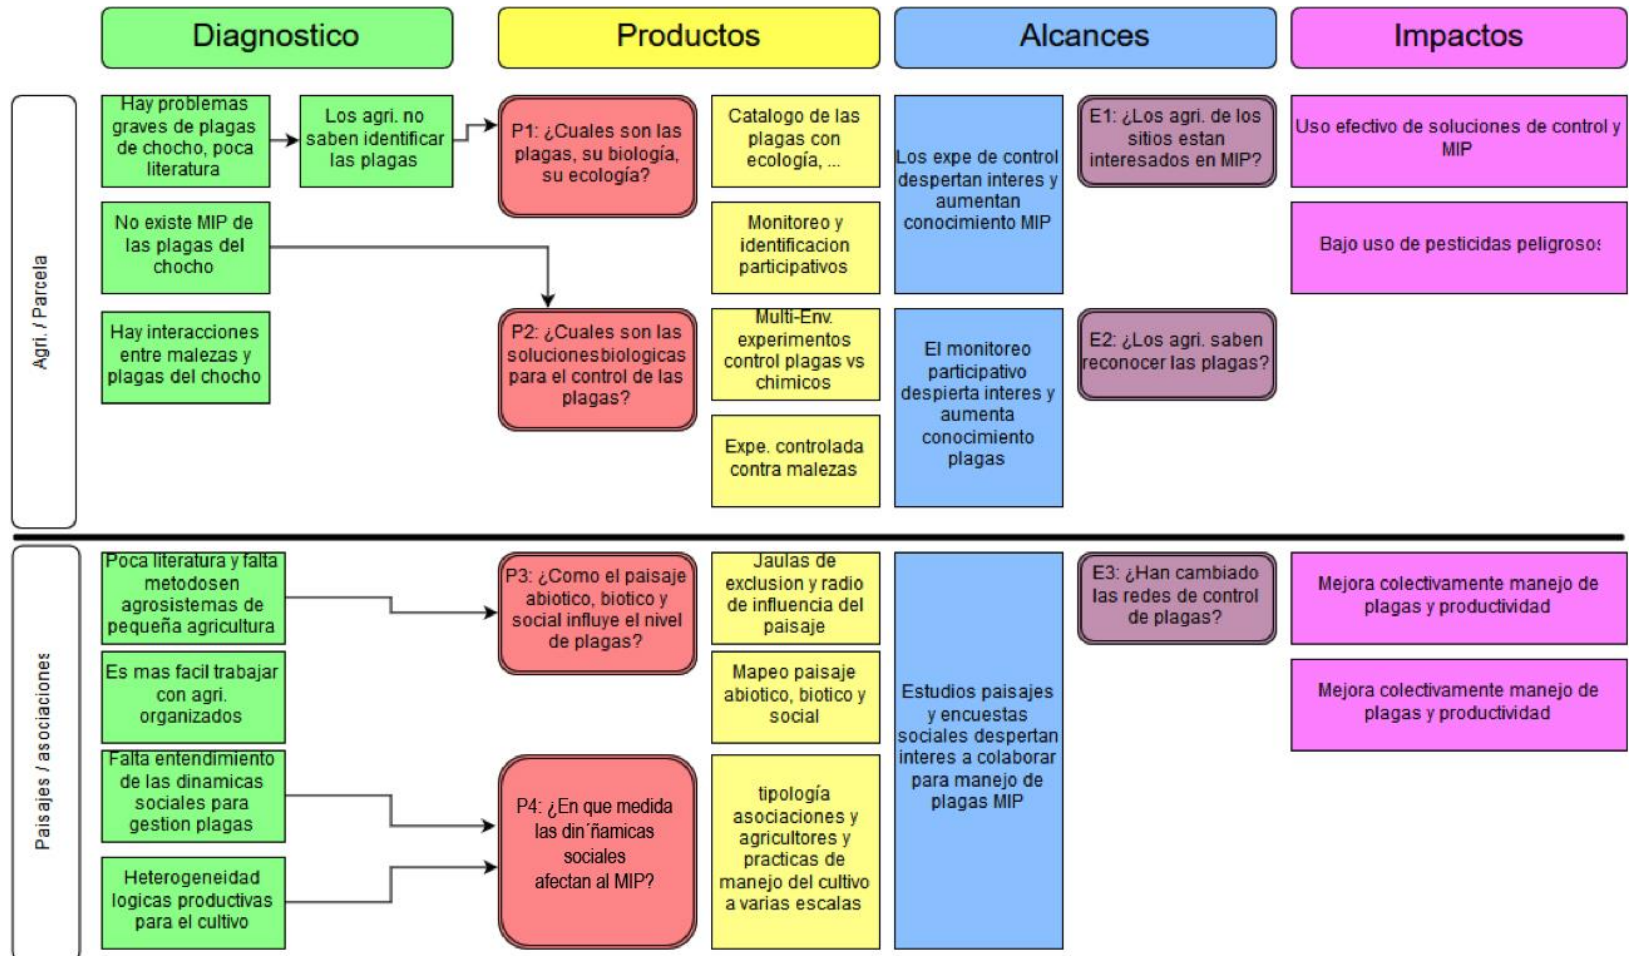 Diagnostico
Productos
Alcances
Impactos
Agri. / Parcela
Hay problemas
graves de plagas
de chocho, poca
literatura
Los agri. no
saben identificar
las plagas
P1: ¿Cuales son las
plagas, su biología,
su ecología?
Catalogo de las
plagas con
ecología, ...
Los expe de control
despertan interes y
aumentan
conocimiento MIP
E1: ¿Los agri. de los
sitios estan
interesados en MIP?
Uso efectivo de soluciones de control y
MIP
No existe MIP de
las plagas del
chocho
Monitoreo y
identificacion
participativos
Bajo uso de pesticidas peligrosos
Hay interacciones
entre malezas y
plagas del chocho
P2: ¿Cuales son las
solucionesbiologicas
para el control de las
plagas?
Multi-Env.
experimentos
control plagas vs
chimicos
El monitoreo
participativo
despierta interes y
aumenta
conocimiento
plagas
E2: ¿Los agri. saben
reconocer las plagas?
Expe. controlada
contra malezas
Paisajes / asociaciones
Poca literatura y falta
metodosen
agrosistemas de
pequeña agricultura
P3: ¿Como el paisaje
abiotico, biotico y
social influye el nivel
de plagas?
Jaulas de
exclusion y radio
de influencia del
paisaje
Estudios paisajes
y encuestas
sociales despertan
interes a colaborar
para manejo de
plagas MIP
E3: ¿Han cambiado
las redes de control
de plagas?
Mejora colectivamente manejo de
plagas y productividad
Es mas facil trabajar
con agri.
organizados
Mapeo paisaje
abiotico, biotico y
social
Mejora colectivamente manejo de
plagas y productividad
Falta entendimiento
de las dinamicas
sociales para
gestion plagas
P4: ¿En que medida
las din´ñamicas
sociales
afectan al MIP?
tipología
asociaciones y
agricultores y
practicas de
manejo del cultivo
a varias escalas
Heterogeneidad
logicas productivas
para el cultivo